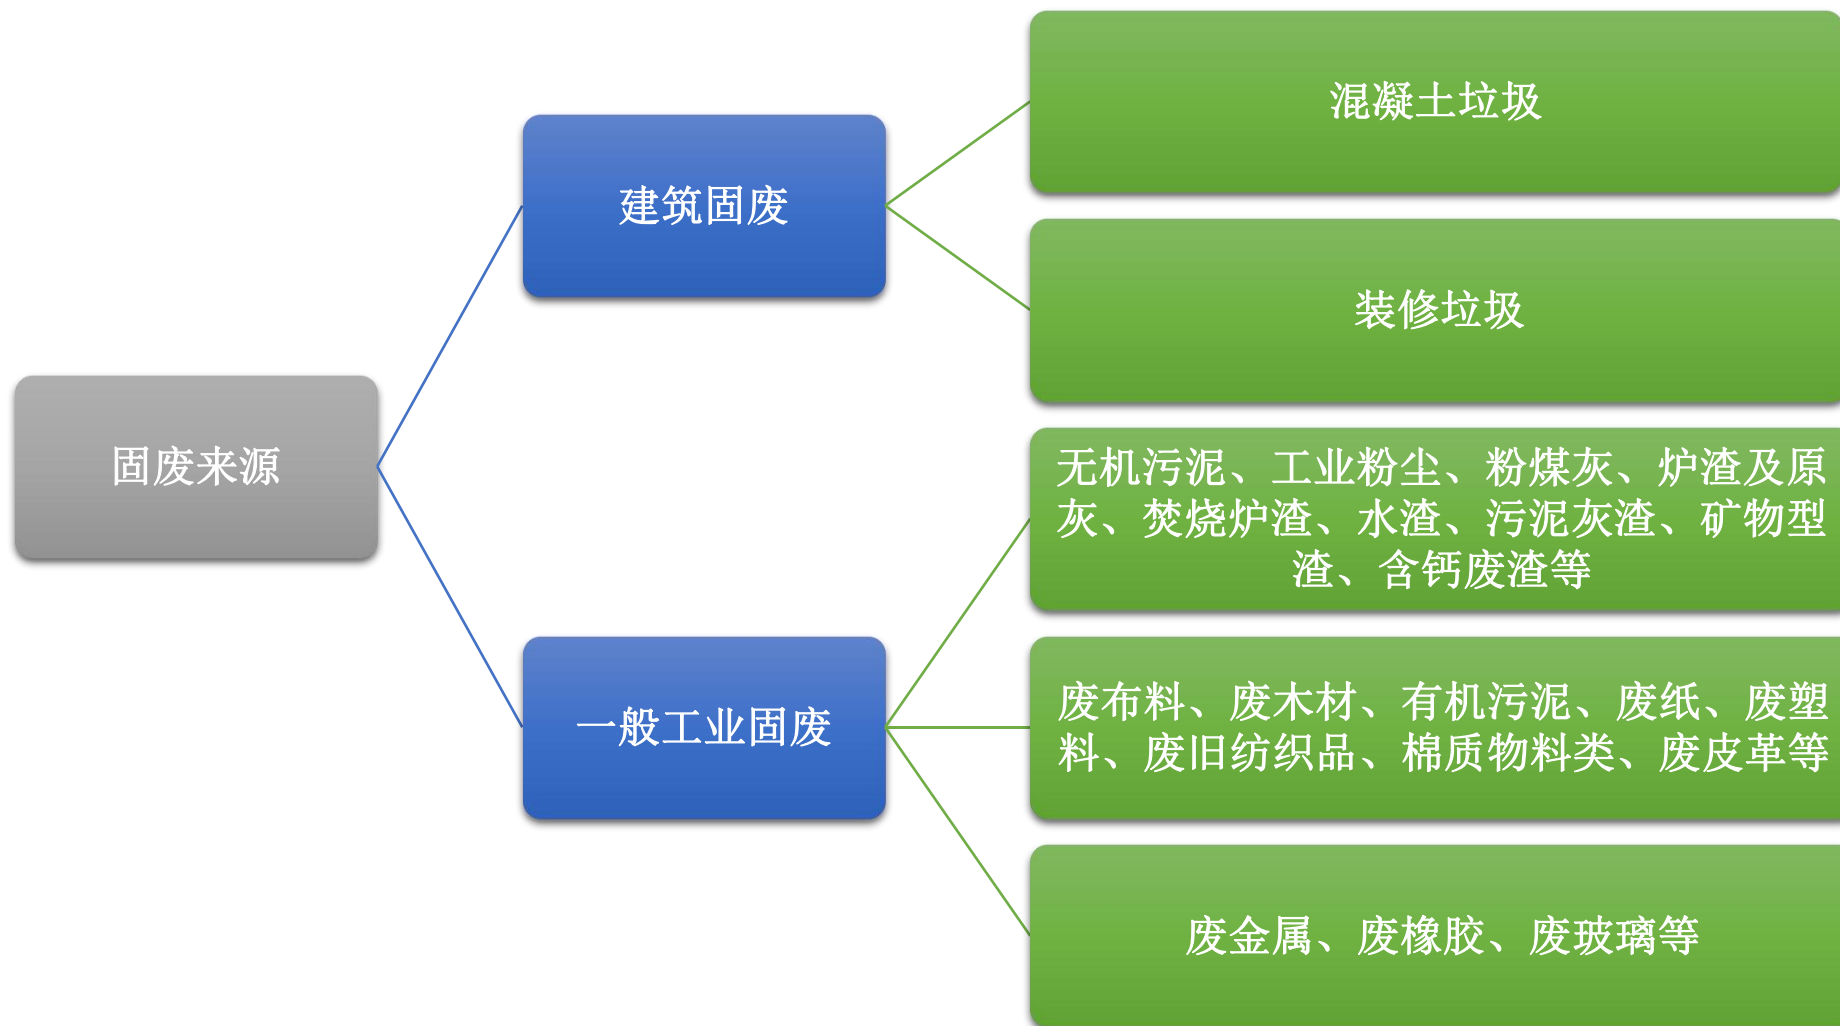 固废来源
建筑固废
混凝土垃圾
装修垃圾
一般工业固废
无机污泥、工业粉尘、粉煤灰、炉渣及原
灰、焚烧炉渣、水渣、污泥灰渣、矿物型
渣、含钙废渣等
废布料、废木材、有机污泥、废纸、废塑
料、废旧纺织品、棉质物料类、废皮革等
废金属、废橡胶、废玻璃等